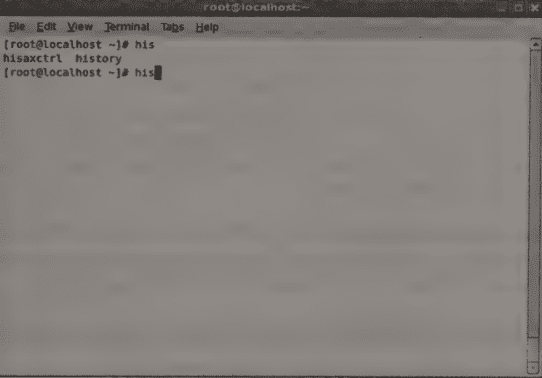 root@localhost:~
File Edit View Terminal Tabs Help
[root@localhost ~]# his
hisaxctrl history
[root@localhost ~]# his